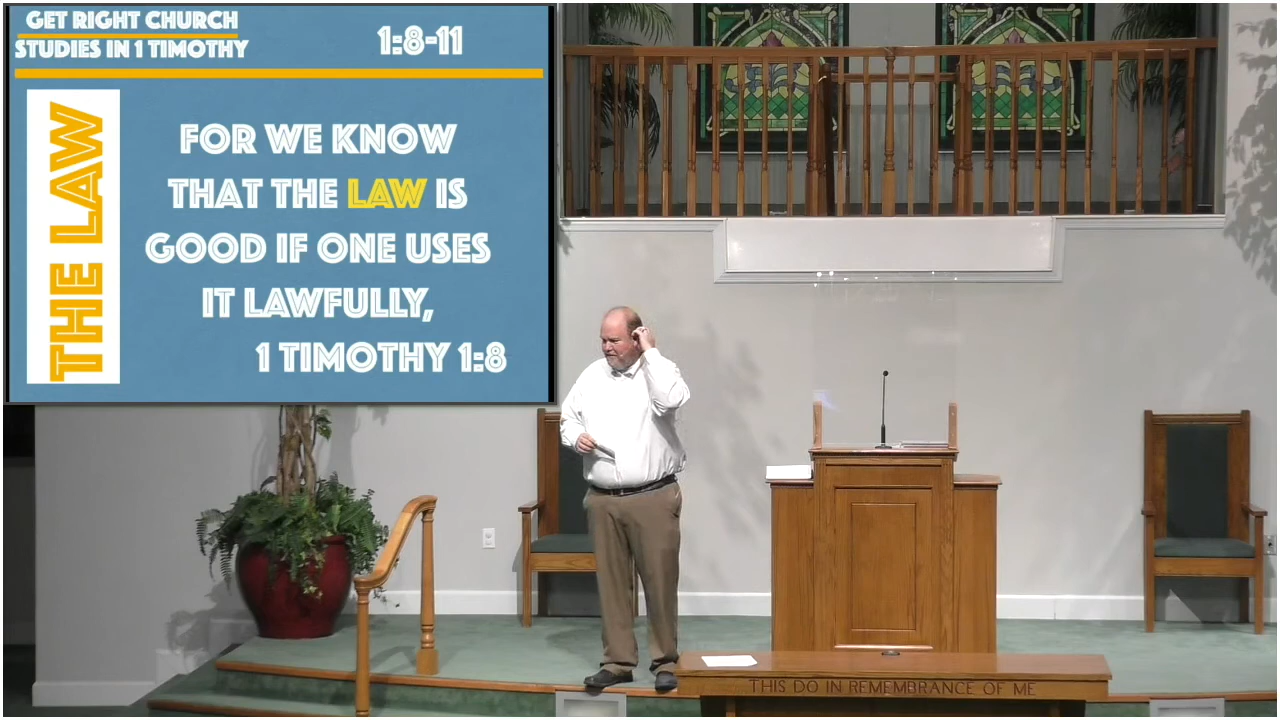 GET RIGHT CHURCH
STUDIES IN 1 TIMOTHY
1:8-11
THE LAW
FOR WE KNOW
THAT THE LAW IS
GOOD IF ONE USES
IT LAWFULLY,
1 TIMOTHY 1:8
THIS DO IN REMEMBRANCE OF ME